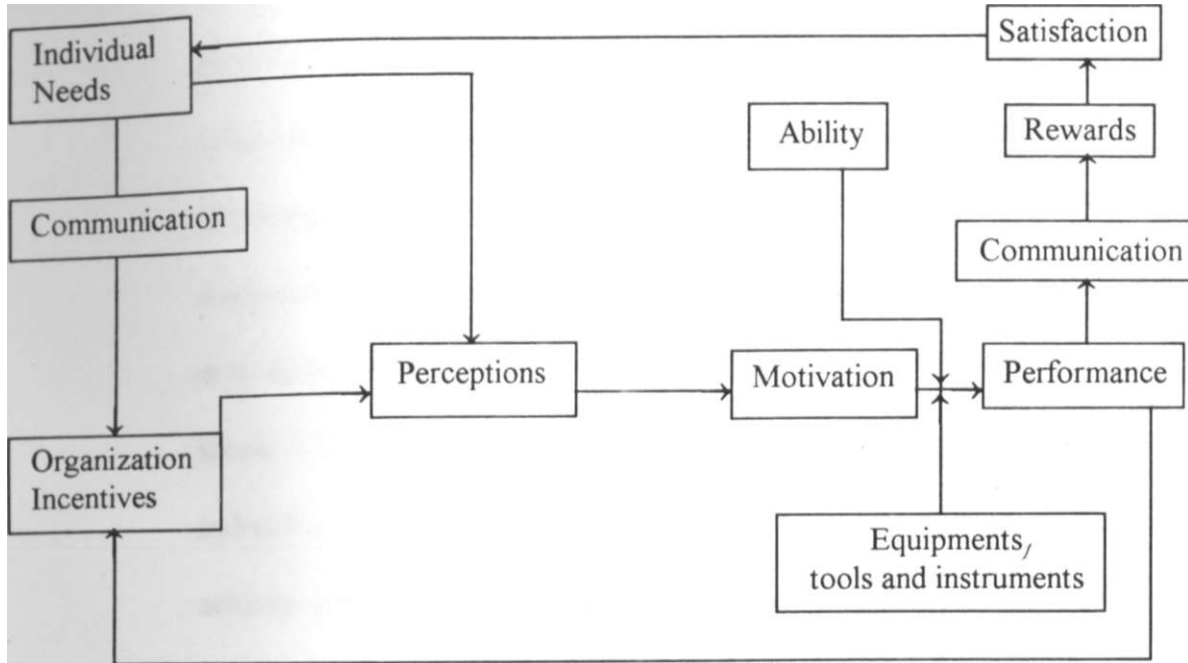 Individual
Needs
Satisfaction
Ability
Rewards
Communication
Communication
Perceptions
Motivation
Performance
Organization
Incentives
Equipments/
tools and instruments